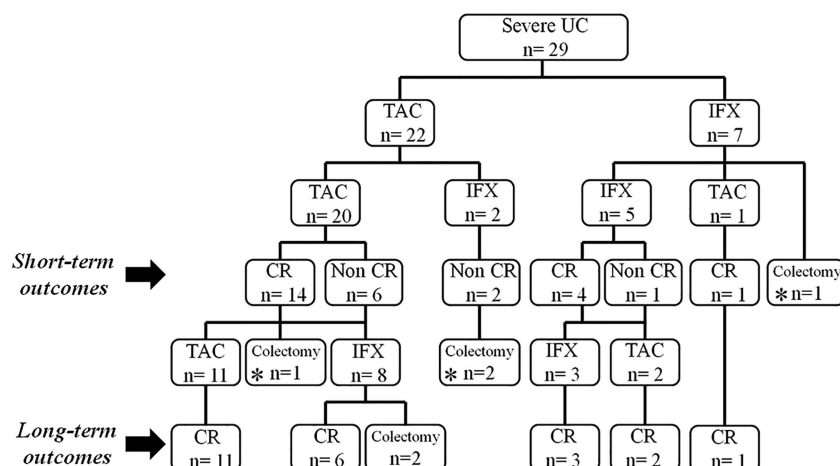 Severe UC
n= 29
TAC
n= 22
IFX
n= 7
TAC
n= 20
IFX
n= 2
IFX
n= 5
TAC
n= 1
Short-term
outcomes
CR
n= 14
Non CR
n= 6
Non CR
n= 2
CR
n= 4
Non CR
n= 1
CR
n= 1
Colectomy
* n=1
TAC
n= 11
Colectomy
* n=1
IFX
n= 8
Colectomy
* n=2
IFX
n= 3
TAC
n= 2
Long-term
outcomes
CR
n= 11
CR
n= 6
Colectomy
n=2
CR
n= 3
CR
n= 2
CR
n= 1